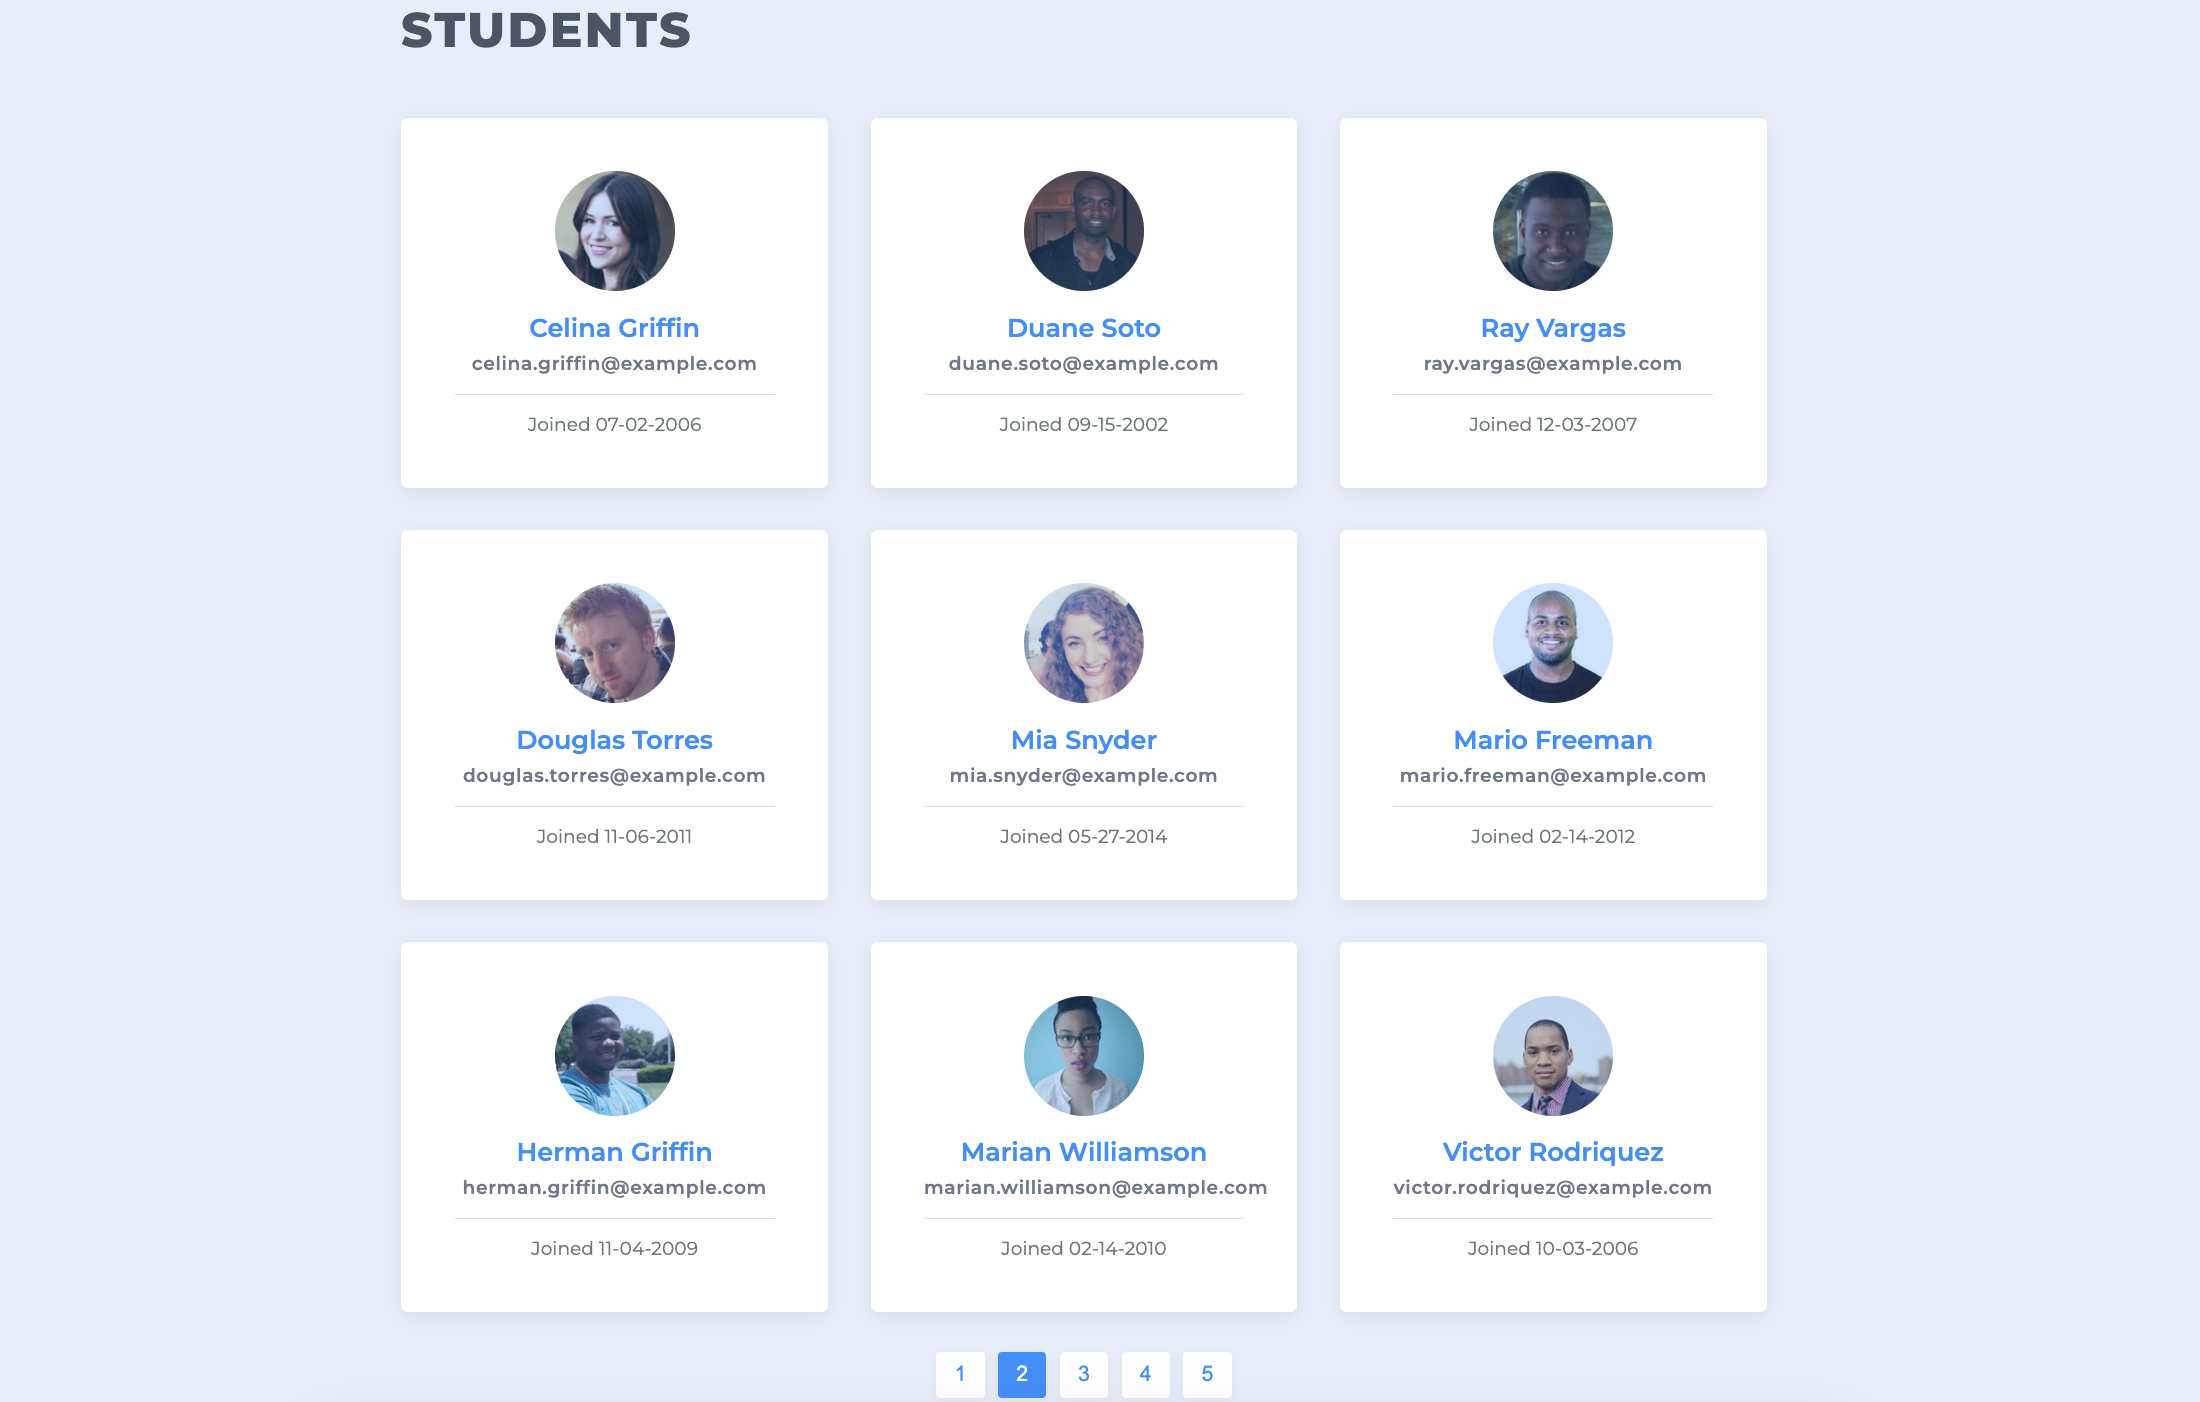 STUDENTS
Celina Griffin
celina.griffin@example.com
Joined 07-02-2006
Duane Soto
duane.soto@example.com
Joined 09-15-2002
Ray Vargas
ray.vargas@example.com
Joined 12-03-2007
Douglas Torres
douglas.torres@example.com
Joined 11-06-2011
Mia Snyder
mia.snyder@example.com
Joined 05-27-2014
Mario Freeman
mario.freeman@example.com
Joined 02-14-2012
Herman Griffin
herman.griffin@example.com
Joined 11-04-2009
Marian Williamson
marian.williamson@example.com
Joined 02-14-2010
Victor Rodriquez
victor.rodriquez@example.com
Joined 10-03-2006
1 2 3 4 5